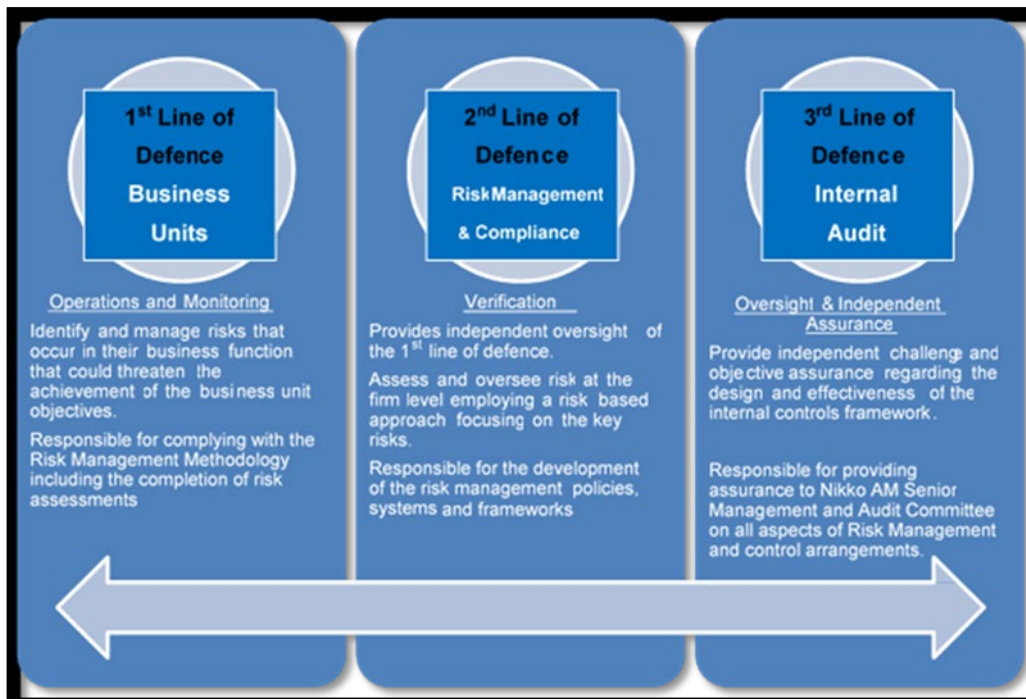 1st Line of
Defence
Business
Units
Operations and Monitoring
Identify and manage risks that
occur in their business function
that could threaten the
achievement of the business unit
objectives.
Responsible for complying with the
Risk Management Methodology
including the completion of risk
assessments
2nd Line of
Defence
Risk Management
& Compliance
Verification
Provides independent oversight of
the 1st line of defence.
Assess and oversee risk at the
firm level employing a risk based
approach focusing on the key
risks.
Responsible for the development
of the risk management policies,
systems and frameworks
3rd Line of
Defence
Internal
Audit
Oversight & Independent
Assurance
Provide independent challenge and
objective assurance regarding the
design and effectiveness of the
internal controls framework.
Responsible for providing
assurance to Nikko AM Senior
Management and Audit Committee
on all aspects of Risk Management
and control arrangements.